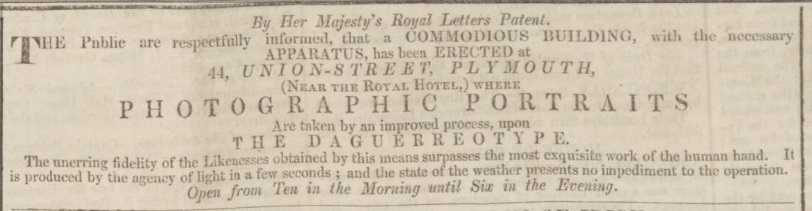 By Her Majesty's Royal Letters Patent.
THE Public are respectfully informed, that a COMMODIOUS BUILDING, with the necessary
APPARATUS, has been ERECTED at
44, UNION-STREET, PLYMOUTH,
(NEAR THE ROYAL HOTEL,) WHERE
PHOTOGRAPHIC PORTRAITS
Are taken by an improved process, upon
THE DAGUERREOTYPE.
The unerring fidelity of the Likenesses obtained by this means surpasses the most exquisite work of the human hand. It
is produced by the agency of light in a few seconds ; and the state of the weather presents no impediment to the operation.
Open from Ten in the Morning until Six in the Evening.